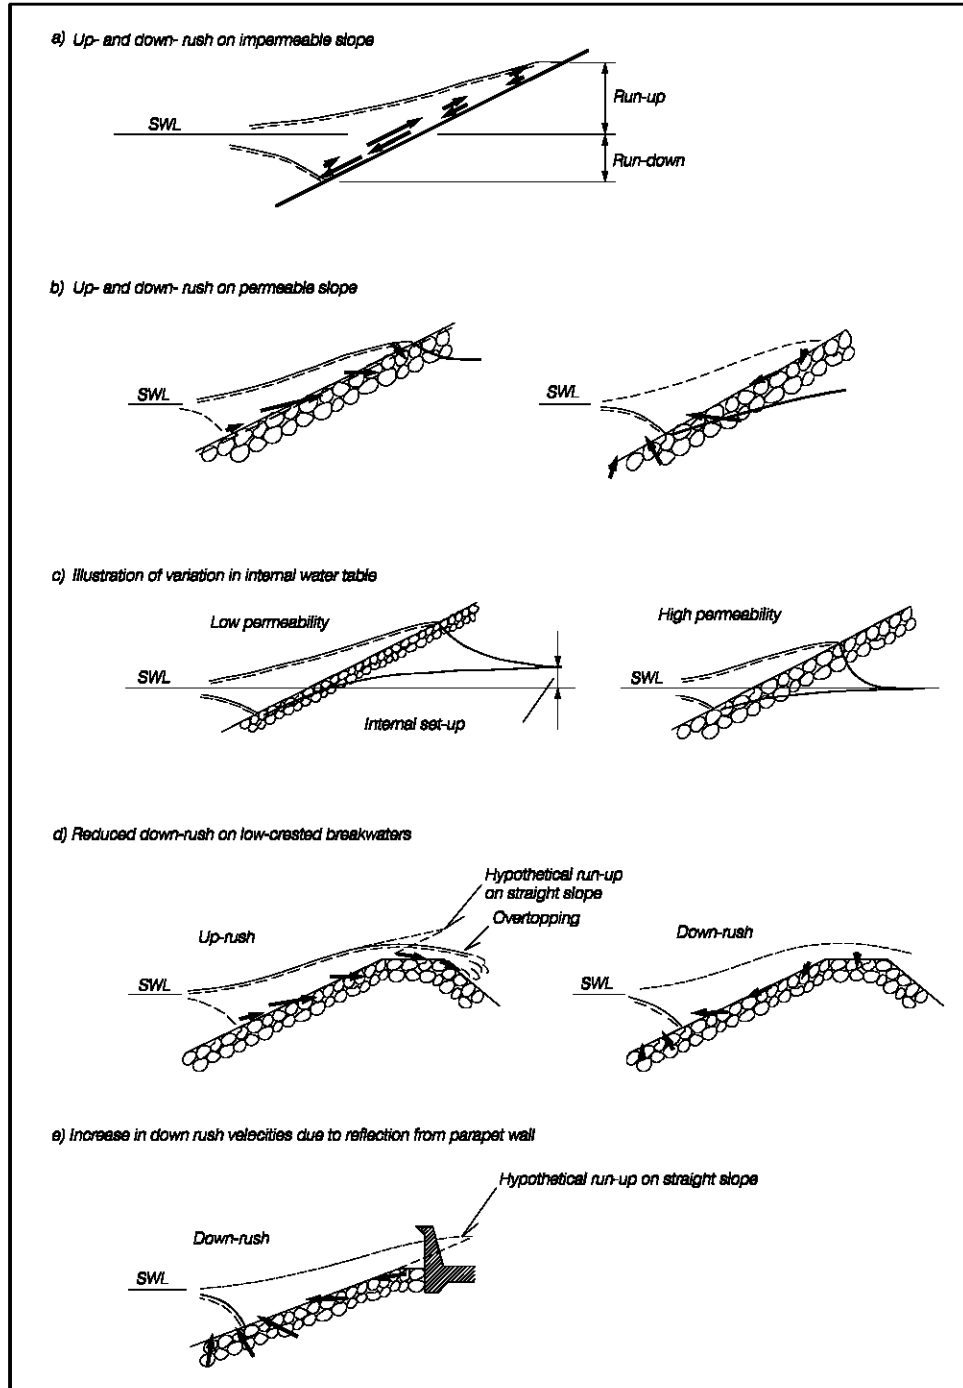 a) Up- and down- rush on impermeable slope
SWL
Run-up
Run-down
b) Up- and down- rush on permeable slope
SWL
SWL
c) Illustration of variation in internal water table
Low permeability
High permeability
SWL
SWL
Internal set-up
d) Reduced down-rush on low-crested breakwaters
Hypothetical run-up
on straight slope
Overtopping
Up-rush
Down-rush
SWL
SWL
e) Increase in down rush velocities due to reflection from parapet wall
Hypothetical run-up on straight slope
Down-rush
SWL